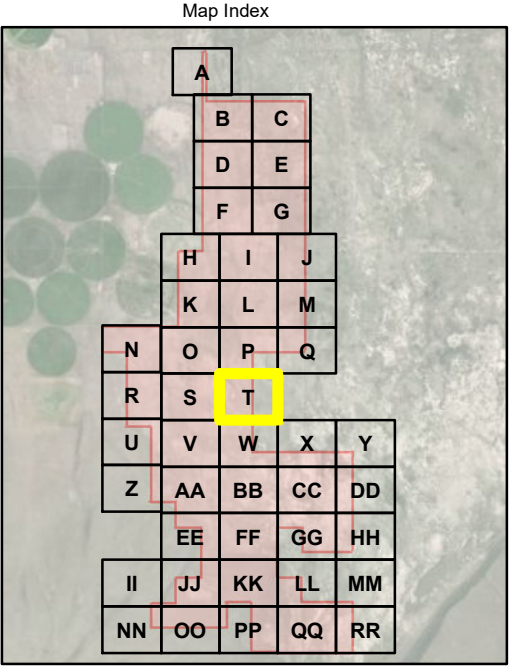 Map Index
A
B C
D E
F G
H I J
K L M
N O P Q
R S T
U V W X Y
Z AA BB CC DD
EE FF GG HH
II JJ KK LL MM
NN OO PP QQ RR